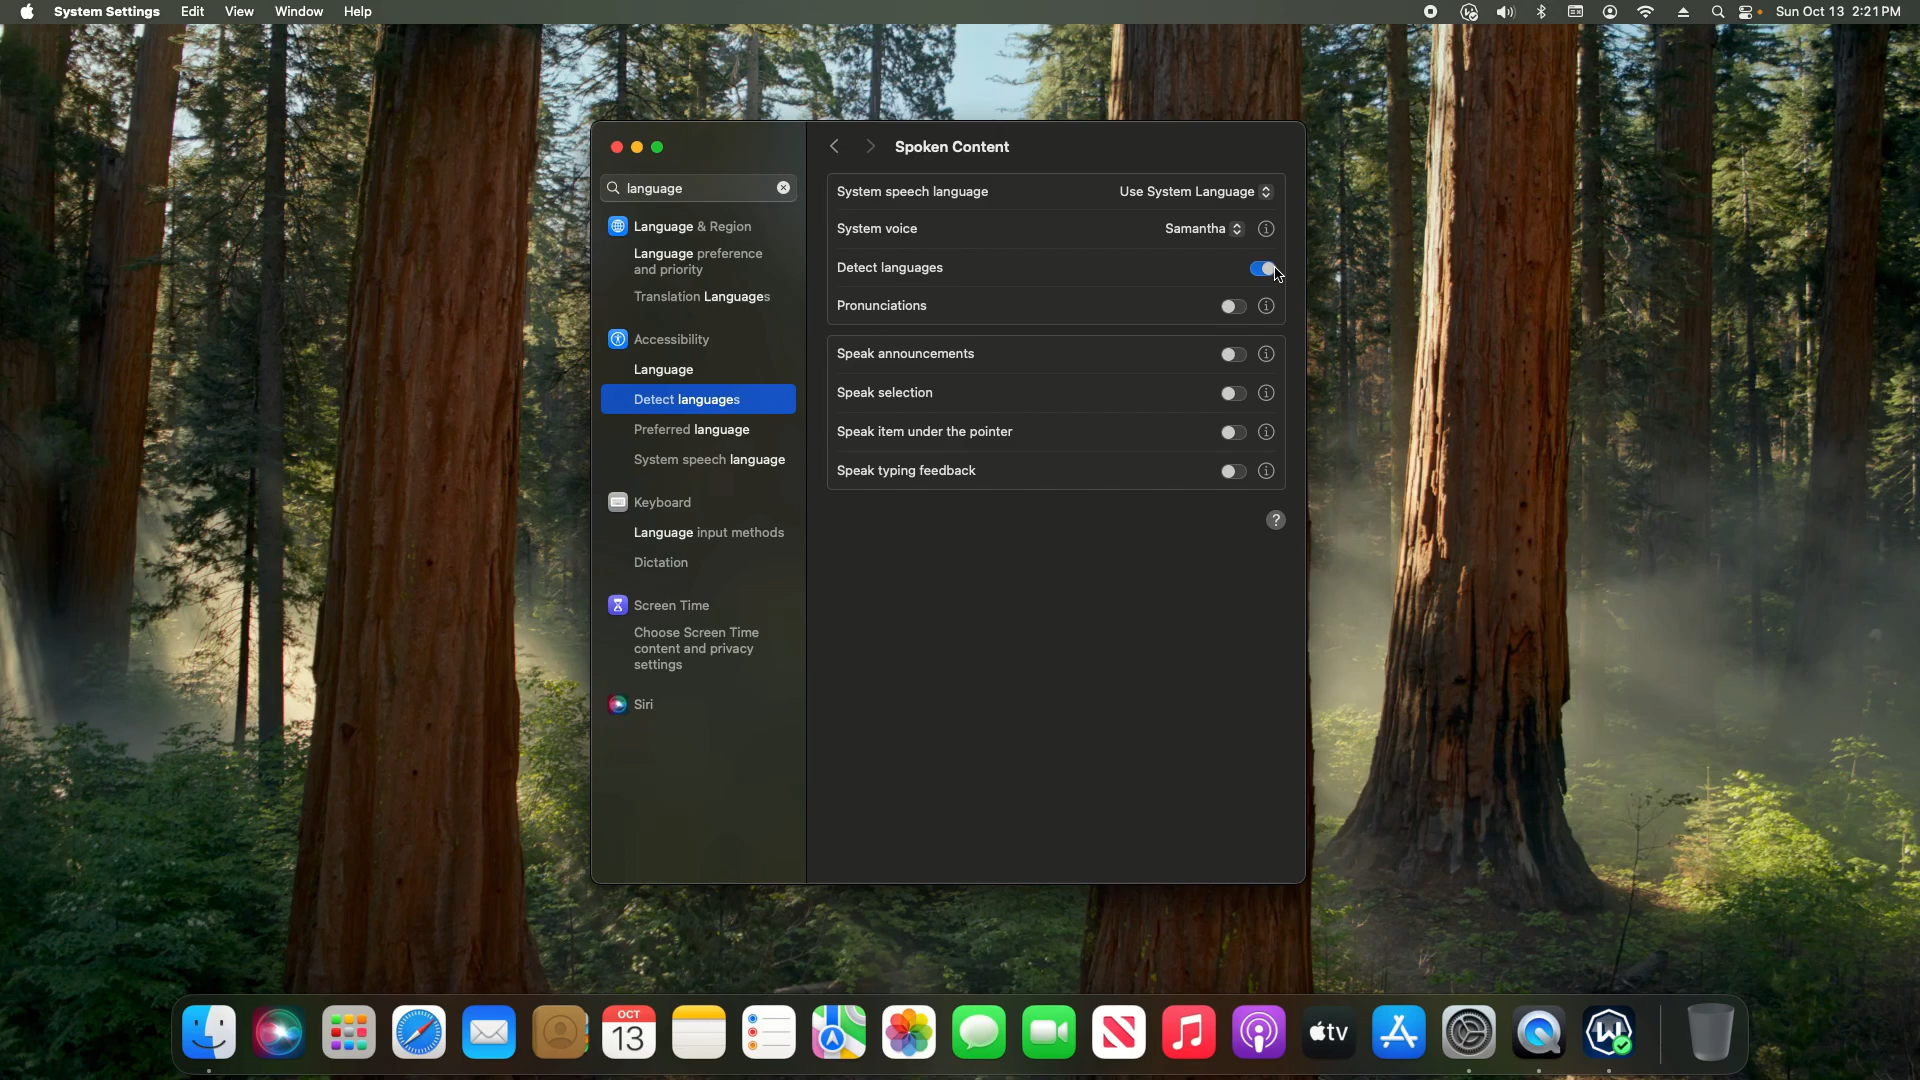 System Settings Edit View Window Help Sun Oct 13 2:21 PM
language
Language & Region
Language preference
and priority
Translation Languages
Accessibility
Language
Detect languages
Preferred language
System speech language
Keyboard
Language input methods
Dictation
Screen Time
Choose Screen Time
content and privacy
settings
Siri
Spoken Content
System speech language Use System Language
System voice Samantha
Detect languages
Pronunciations
Speak announcements
Speak selection
Speak item under the pointer
Speak typing feedback
?
OCT
13
tv